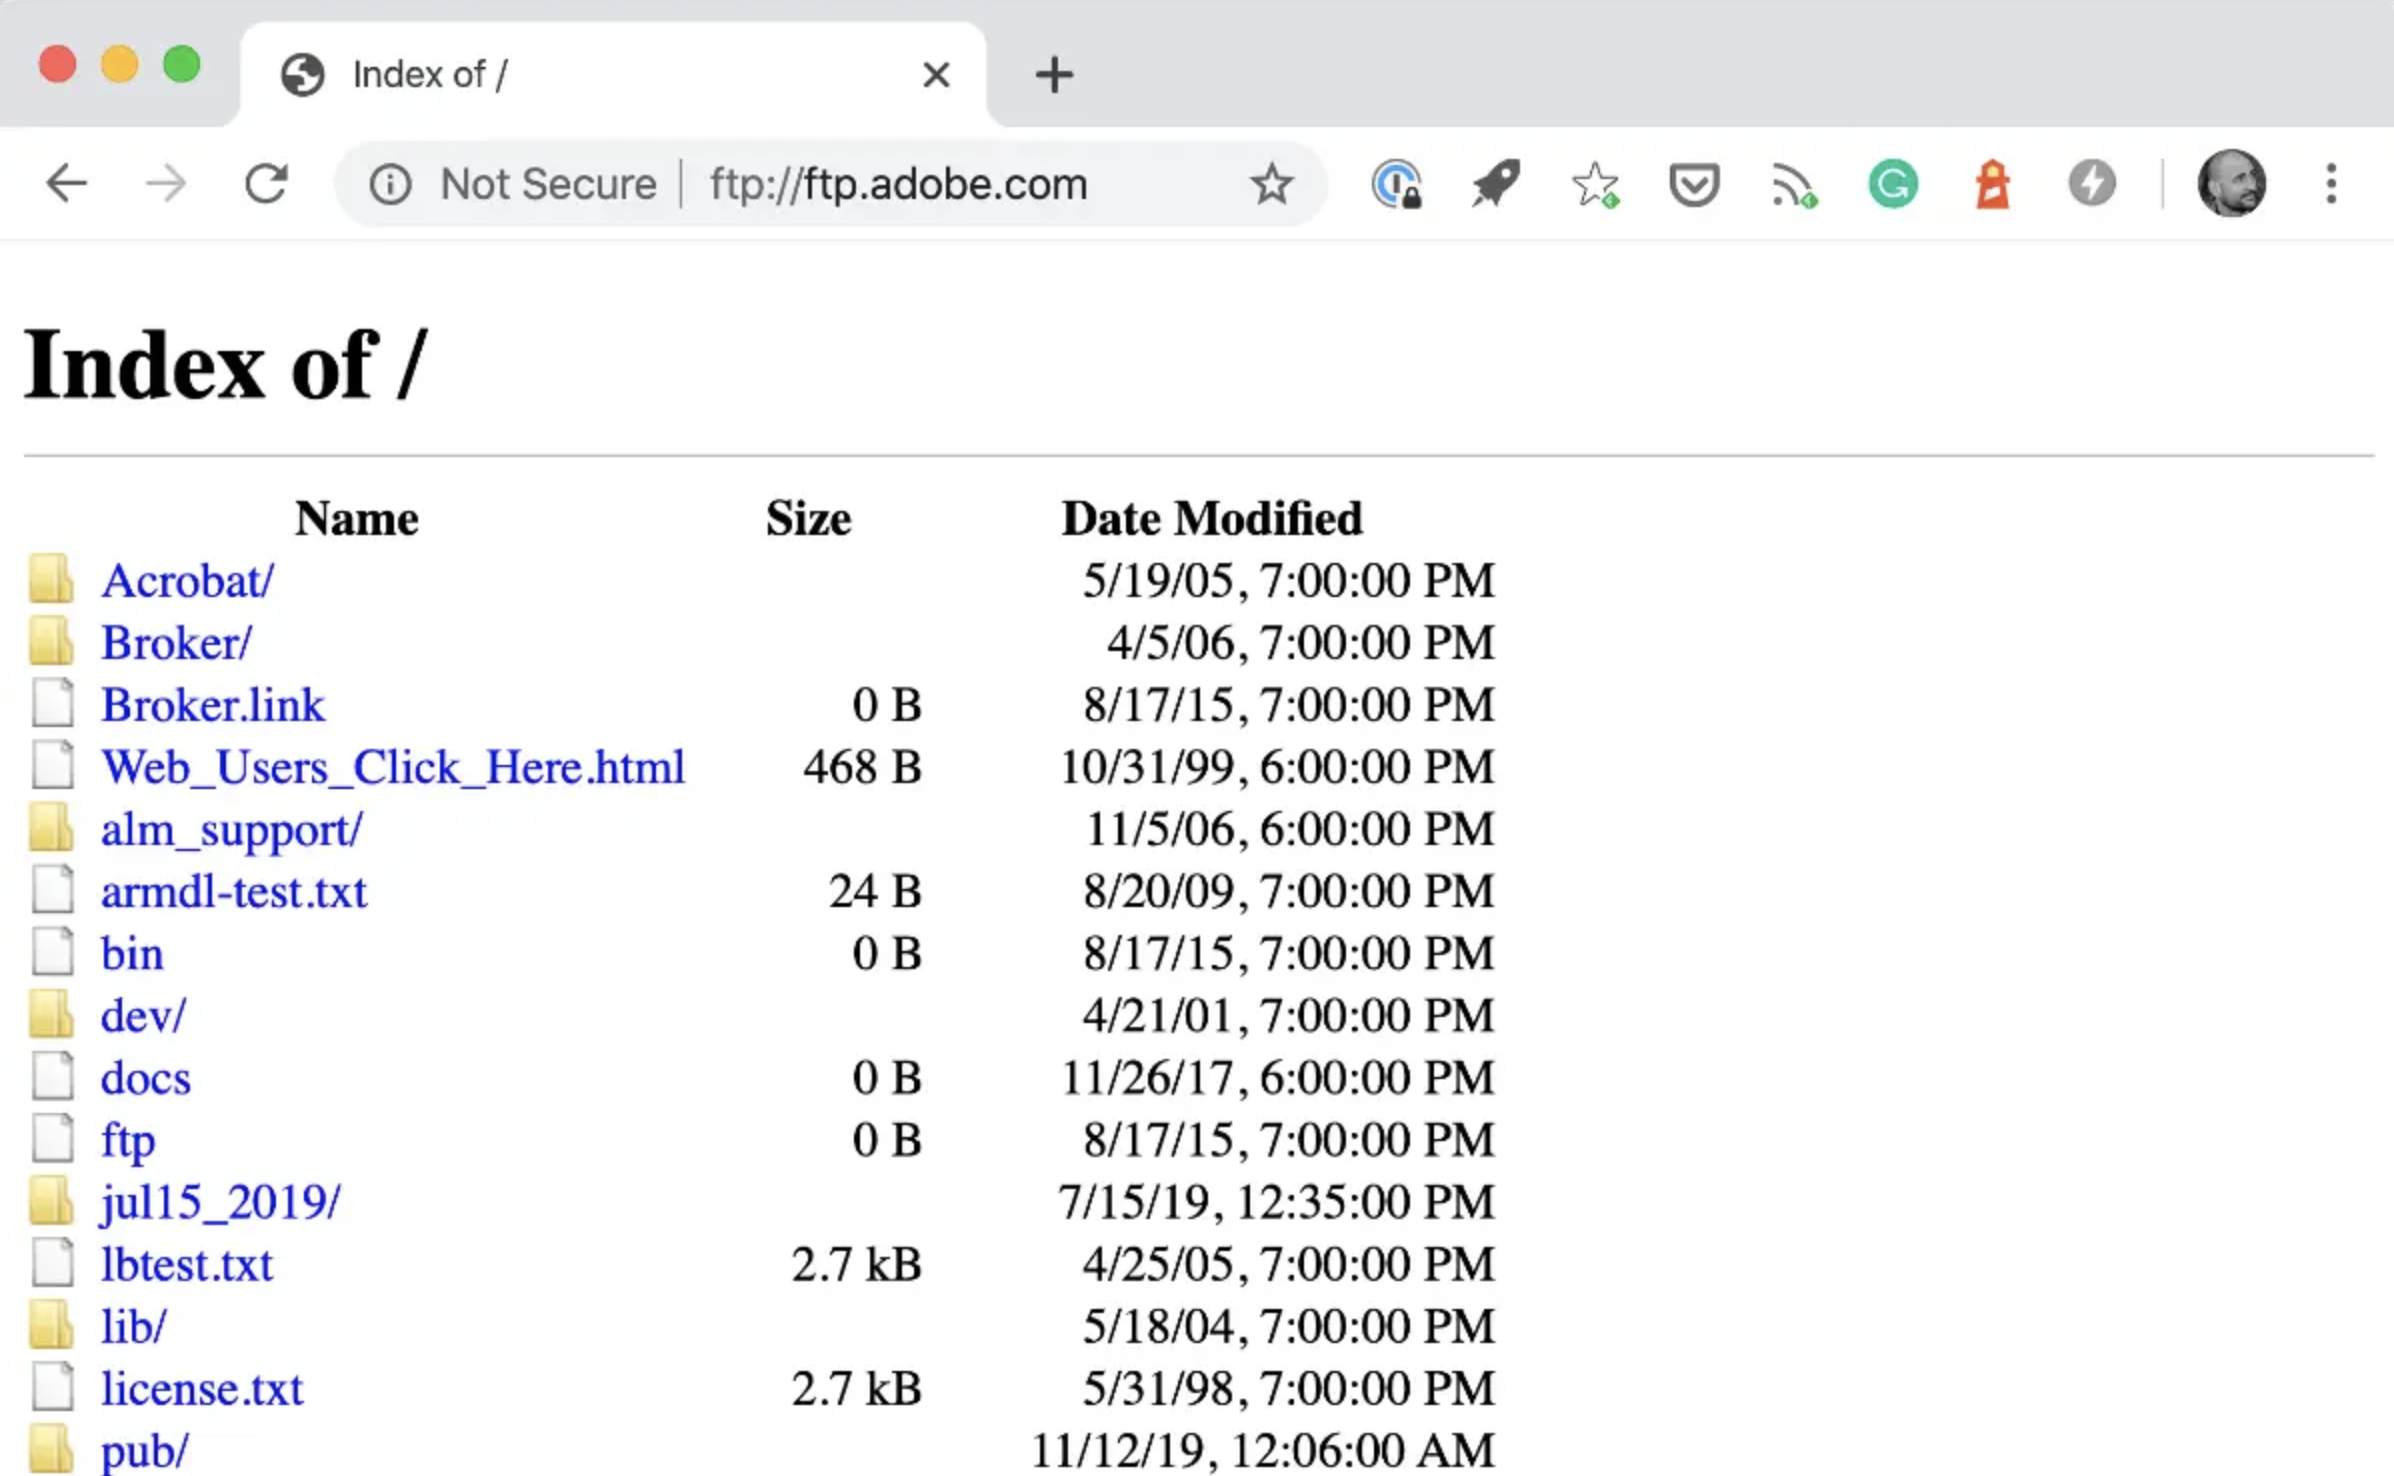 Index of /
Not Secure | ftp://ftp.adobe.com
Index of /
Name Size Date Modified
Acrobat/ 5/19/05, 7:00:00 PM
Broker/ 4/5/06, 7:00:00 PM
Broker.link 0 B 8/17/15, 7:00:00 PM
Web_Users_Click_Here.html 468 B 10/31/99, 6:00:00 PM
alm_support/ 11/5/06, 6:00:00 PM
armdl-test.txt 24 B 8/20/09, 7:00:00 PM
bin 0 B 8/17/15, 7:00:00 PM
dev/ 4/21/01, 7:00:00 PM
docs 0 B 11/26/17, 6:00:00 PM
ftp 0 B 8/17/15, 7:00:00 PM
jul15_2019/ 7/15/19, 12:35:00 PM
lbtest.txt 2.7 kB 4/25/05, 7:00:00 PM
lib/ 5/18/04, 7:00:00 PM
license.txt 2.7 kB 5/31/98, 7:00:00 PM
pub/ 11/12/19, 12:06:00 AM